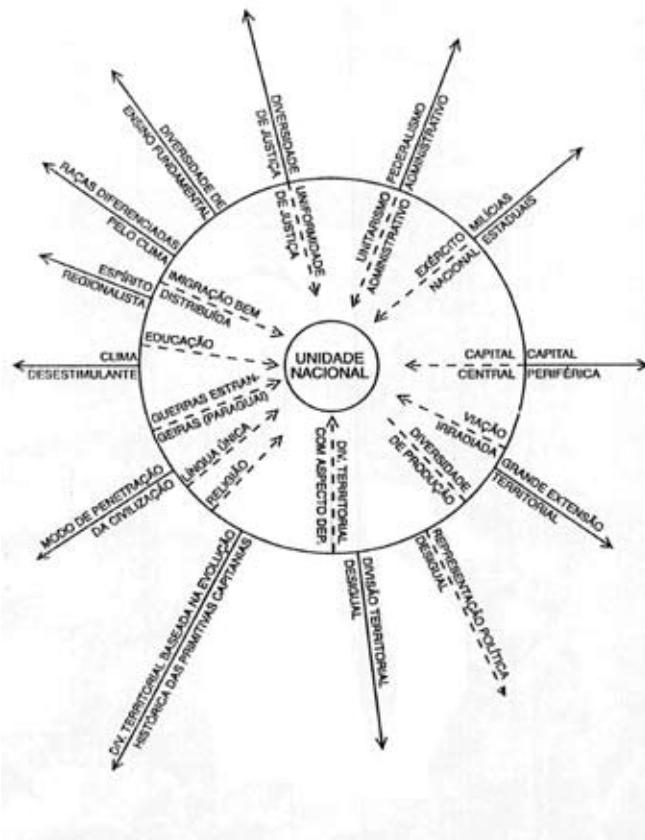 DIVERSIDADE
DE JUSTIÇA
UNIFORMIDADE
DE JUSTIÇA
FEDERALISMO
ADMINISTRATIVO
UNITARISMO
ADMINISTRATIVO
MILÍCIAS
ESTADUAIS
EXÉRCITO
NACIONAL
CAPITAL
PERIFÉRICA
CAPITAL
CENTRAL
VIAÇÃO
IRRADIADA
GRANDE EXTENSÃO
TERRITORIAL
DIVERSIDADE
DE PRODUÇÃO
REPRESENTAÇÃO POLÍTICA
DESIGUAL
DIV. TERRITORIAL
COM ASPECTO DEP.
DIVISÃO TERRITORIAL
DESIGUAL
DIV. TERRITORIAL BASEADA NA EVOLUÇÃO
HISTÓRICA DAS PRIMITIVAS CAPITANIAS
RELIGIÃO
LÍNGUA ÚNICA
MODO DE PENETRAÇÃO
DA CIVILIZAÇÃO
GUERRAS ESTRAN-
GEIRAS (PARAGUAI)
CLIMA
DESESTIMULANTE
EDUCAÇÃO
ESPÍRITO
REGIONALISTA
IMIGRAÇÃO BEM
DISTRIBUÍDA
RAÇAS DIFERENCIADAS
PELO CLIMA
DIVERSIDADE DE
ENSINO FUNDAMENTAL
UNIDADE
NACIONAL